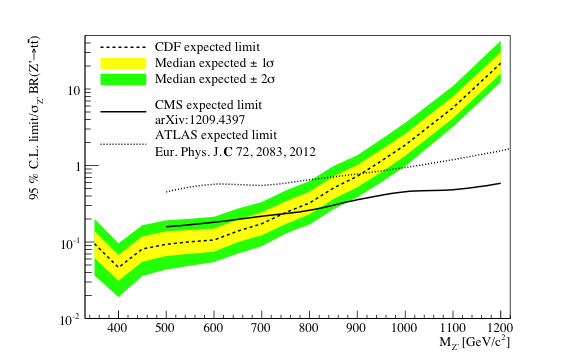 CDF expected limit
Median expected ± 1σ
Median expected ± 2σ
CMS expected limit
arXiv:1209.4397
ATLAS expected limit
Eur. Phys. J. C 72, 2083, 2012
95 % C.L. limit/σZ' BR(Z'→tt̄)
10
1
10-1
10-2
400 500 600 700 800 900 1000 1100 1200
MZ' [GeV/c2]